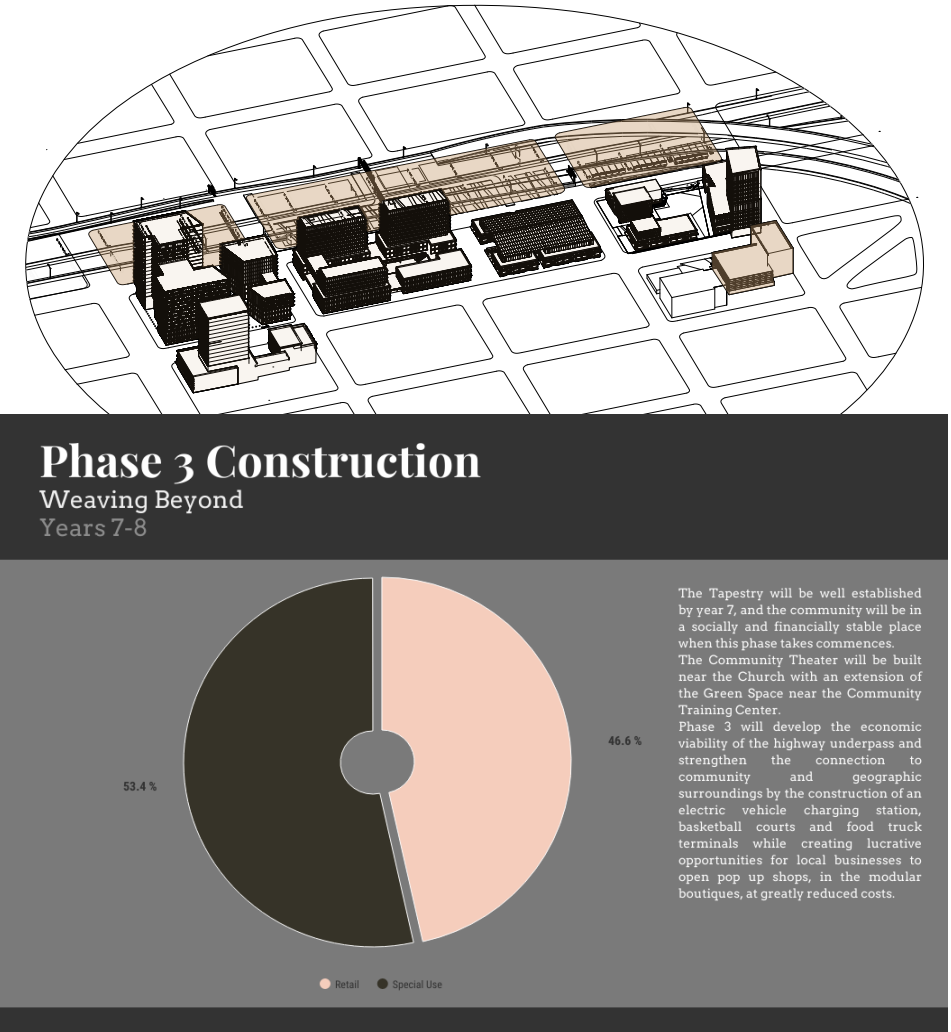 Phase 3 Construction
Weaving Beyond
Years 7-8
53.4 %
46.6 %
Retail
Special Use
The Tapestry will be well established
by year 7, and the community will be in
a socially and financially stable place
when this phase takes commences.
The Community Theater will be built
near the Church with an extension of
the Green Space near the Community
Training Center.
Phase 3 will develop the economic
viability of the highway underpass and
strengthen the connection to
community and geographic
surroundings by the construction of an
electric vehicle charging station,
basketball courts and food truck
terminals while creating lucrative
opportunities for local businesses to
open pop up shops, in the modular
boutiques, at greatly reduced costs.